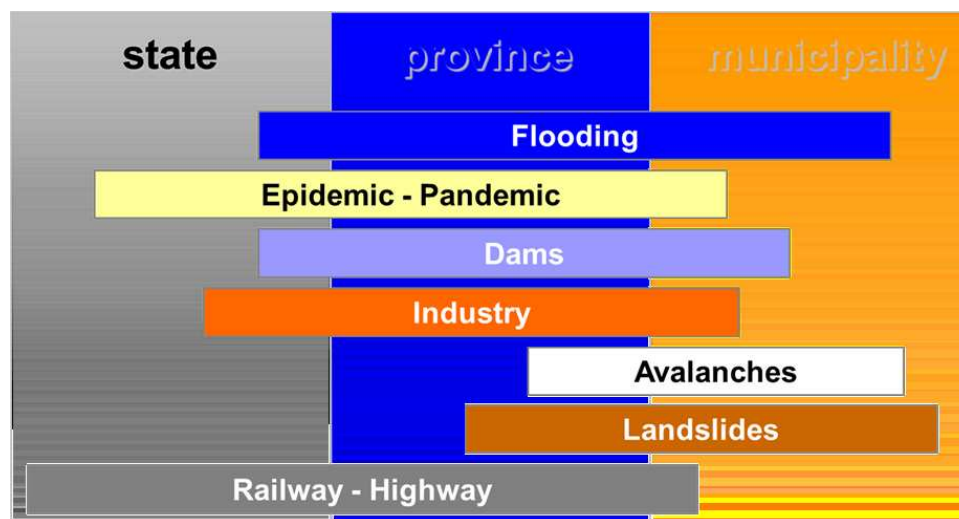 state
province
municipality
Flooding
Epidemic - Pandemic
Dams
Industry
Avalanches
Landslides
Railway - Highway